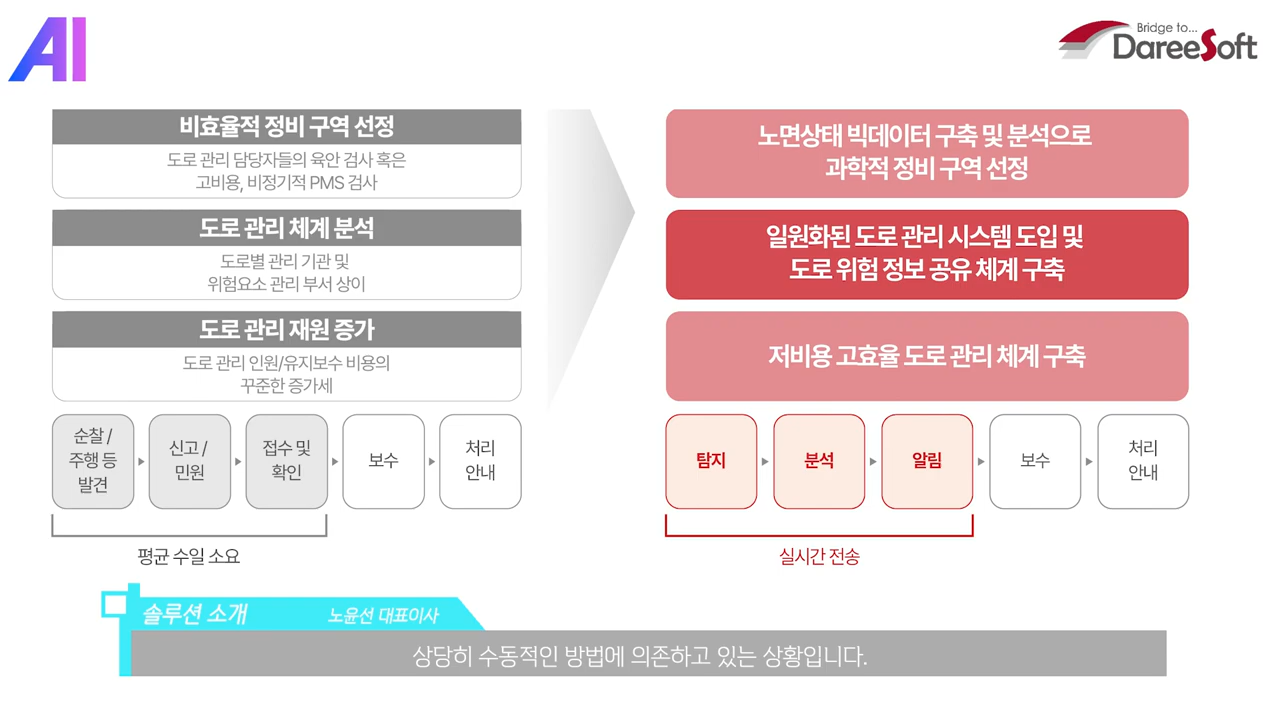 AI
Bridge to...
DareeSoft
비효율적 정비 구역 선정
도로 관리 담당자들의 육안 검사 혹은
고비용, 비정기적 PMS 검사
도로 관리 체계 분석
도로별 관리 기관 및
위험요소 관리 부서 상이
도로 관리 재원 증가
도로 관리 인원/유지보수 비용의
꾸준한 증가세
순찰 /
주행 등
발견
신고 /
민원
접수 및
확인
보수
처리
안내
평균 수일 소요
노면상태 빅데이터 구축 및 분석으로
과학적 정비 구역 선정
일원화된 도로 관리 시스템 도입 및
도로 위험 정보 공유 체계 구축
저비용 고효율 도로 관리 체계 구축
탐지
분석
알림
보수
처리
안내
실시간 전송
솔루션 소개 노윤선 대표이사
상당히 수동적인 방법에 의존하고 있는 상황입니다.